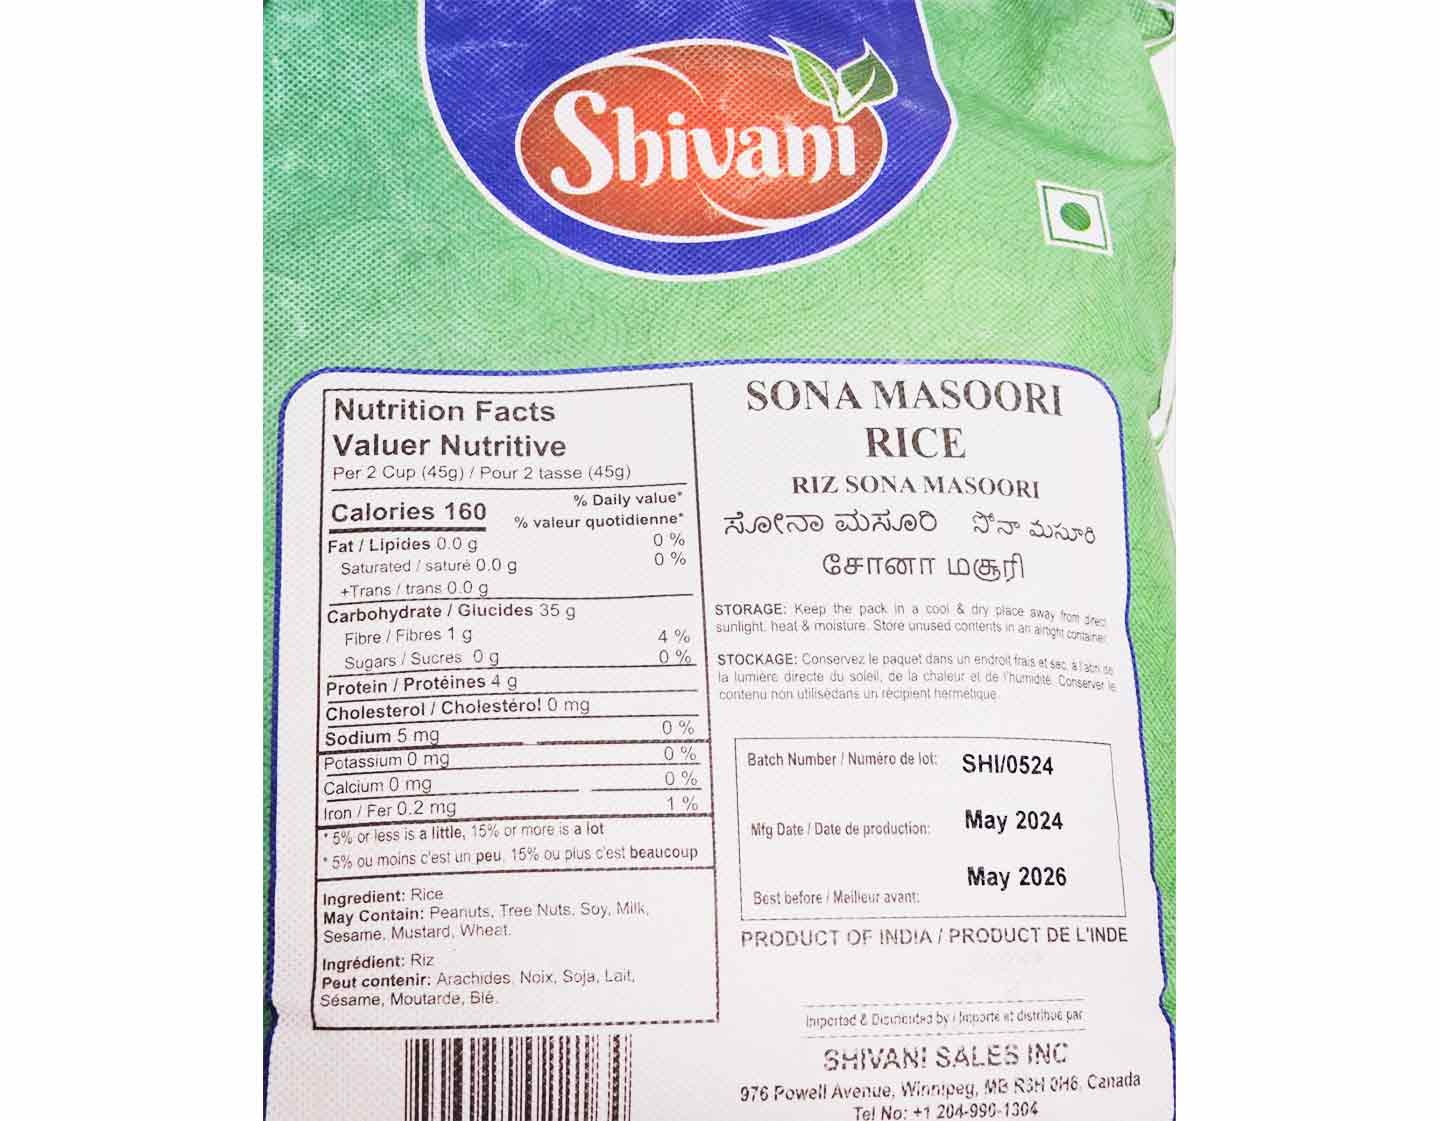 Shivani
Nutrition Facts
Valuer Nutritive
Per 2 Cup (45g) / Pour 2 tasse (45g)
Calories 160
% Daily value*
% valeur quotidienne*
Fat / Lipides 0.0 g 0 %
Saturated / saturé 0.0 g 0 %
+Trans / trans 0.0 g
Carbohydrate / Glucides 35 g
Fibre / Fibres 1 g 4 %
Sugars / Sucres 0 g 0 %
Protein / Protéines 4 g
Cholesterol / Cholestérol 0 mg
Sodium 5 mg 0 %
Potassium 0 mg 0 %
Calcium 0 mg 0 %
Iron / Fer 0.2 mg 1 %
* 5% or less is a little, 15% or more is a lot
* 5% ou moins c'est un peu, 15% ou plus c'est beaucoup
Ingredient: Rice
May Contain: Peanuts, Tree Nuts, Soy, Milk,
Sesame, Mustard, Wheat.
Ingrédient: Riz
Peut contenir: Arachides, Noix, Soja, Lait,
Sésame, Moutarde, Blé.
SONA MASOORI
RICE
RIZ SONA MASOORI
ಸೋನಾ ಮಸೂರಿ సోనా మసూరి
சோனா மசூரி
STORAGE: Keep the pack in a cool & dry place away from direct
sunlight, heat & moisture. Store unused contents in an airtight container
STOCKAGE: Conservez le paquet dans un endroit frais et sec, à l'abri de
la lumière directe du soleil, de la chaleur et de l'humidité. Conserver le
contenu non utilisédans un récipient hermétique.
Batch Number / Numéro de lot: SHI/0524
Mfg Date / Date de production: May 2024
Best before / Meilleur avant: May 2026
PRODUCT OF INDIA / PRODUCT DE L'INDE
Imported & Distributed by / Importé et distribué par
SHIVANI SALES INC
976 Powell Avenue, Winnipeg, MB R3H 0H6, Canada
Tel No: +1 204-990-1304